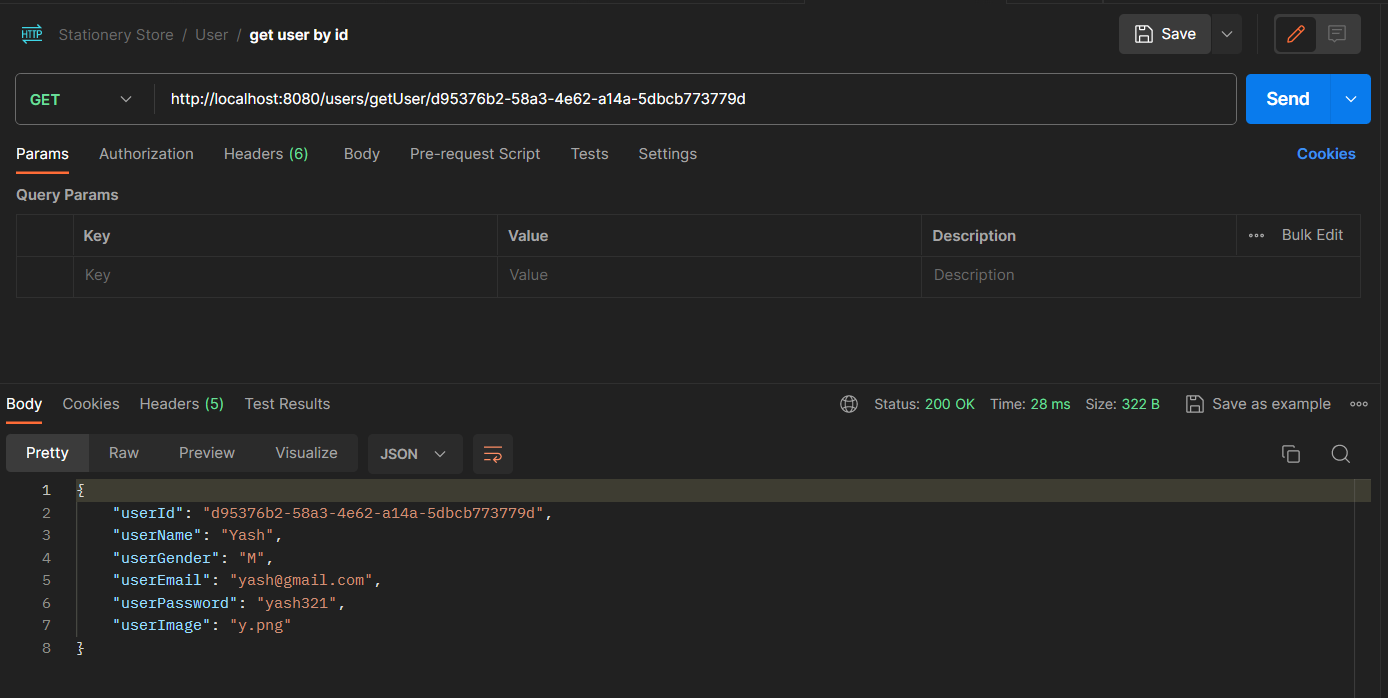 HTTP Stationery Store / User / get user by id Save
GET http://localhost:8080/users/getUser/d95376b2-58a3-4e62-a14a-5dbcb773779d Send
Params Authorization Headers (6) Body Pre-request Script Tests Settings Cookies
Query Params
Key Value Description ••• Bulk Edit
Key Value Description
Body Cookies Headers (5) Test Results Status: 200 OK Time: 28 ms Size: 322 B Save as example •••
Pretty Raw Preview Visualize JSON
1 {
2 "userId": "d95376b2-58a3-4e62-a14a-5dbcb773779d",
3 "userName": "Yash",
4 "userGender": "M",
5 "userEmail": "yash@gmail.com",
6 "userPassword": "yash321",
7 "userImage": "y.png"
8 }